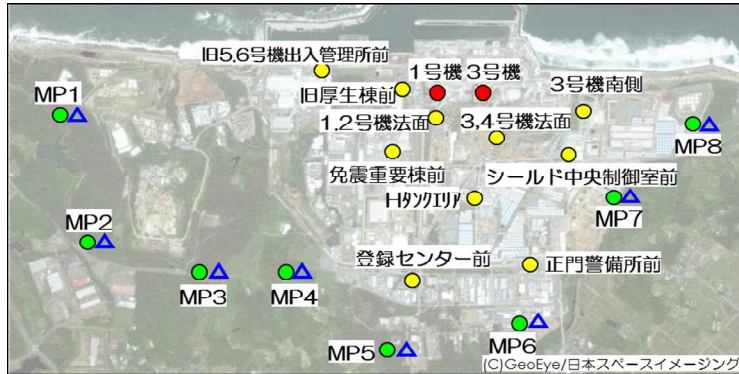 旧5.6号機出入管理所前
1号機 3号機
MP1
旧厚生棟前
3号機南側
1.2号機法面
3,4号機法面
MP8
免震重要棟前
シールド中央制御室前
Hﾀﾝｸｴﾘｱ
MP7
MP2
登録センター前
正門警備所前
MP3
MP4
MP6
MP5
(C)GeoEye/日本スペースイメージング